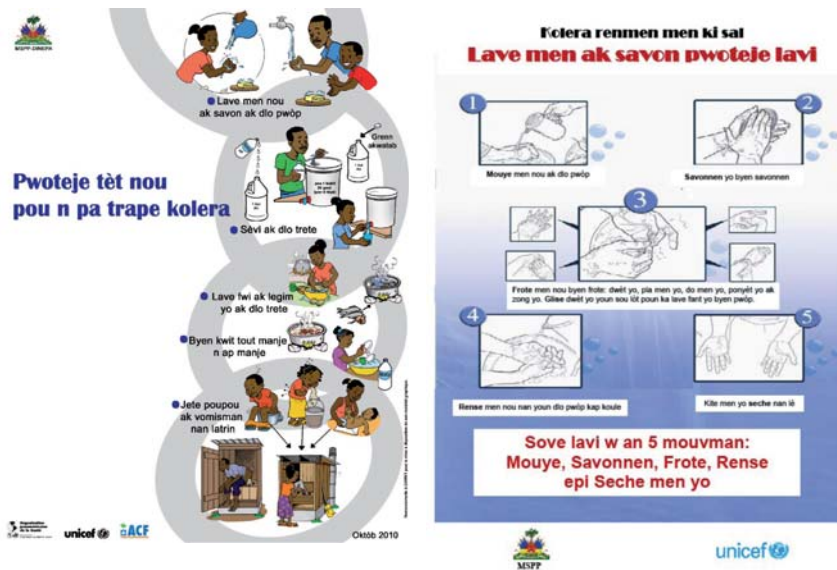 MSPP-DINEPA
Lave men nou
ak savon ak dlo pwòp
Grenn
akwatab
Pwoteje tèt nou
pou n pa trape kolera
Sèvi ak dlo trete
Lave fwi ak legim
yo ak dlo trete
Byen kwit tout manje
n ap manje
Jete poupou
ak vomisman
nan latrin
unicef
ACF
Oktòb 2010
Kolera renmen men ki sal
Lave men ak savon pwoteje lavi
1
2
Mouye men nou ak dlo pwòp
Savonnen yo byen savonnen
3
Frote men nou byen frote: dwèt yo, pla men yo, do men yo, ponyèt yo ak
zong yo. Glise dwèt yo youn sou lòt poun ka lave fant yo byen pwòp.
4
5
Rense men nou nan youn dlo pwòp kap koule
Kite men yo seche nan lè
Sove lavi w an 5 mouvman:
Mouye, Savonnen, Frote, Rense
epi Seche men yo
MSPP
unicef